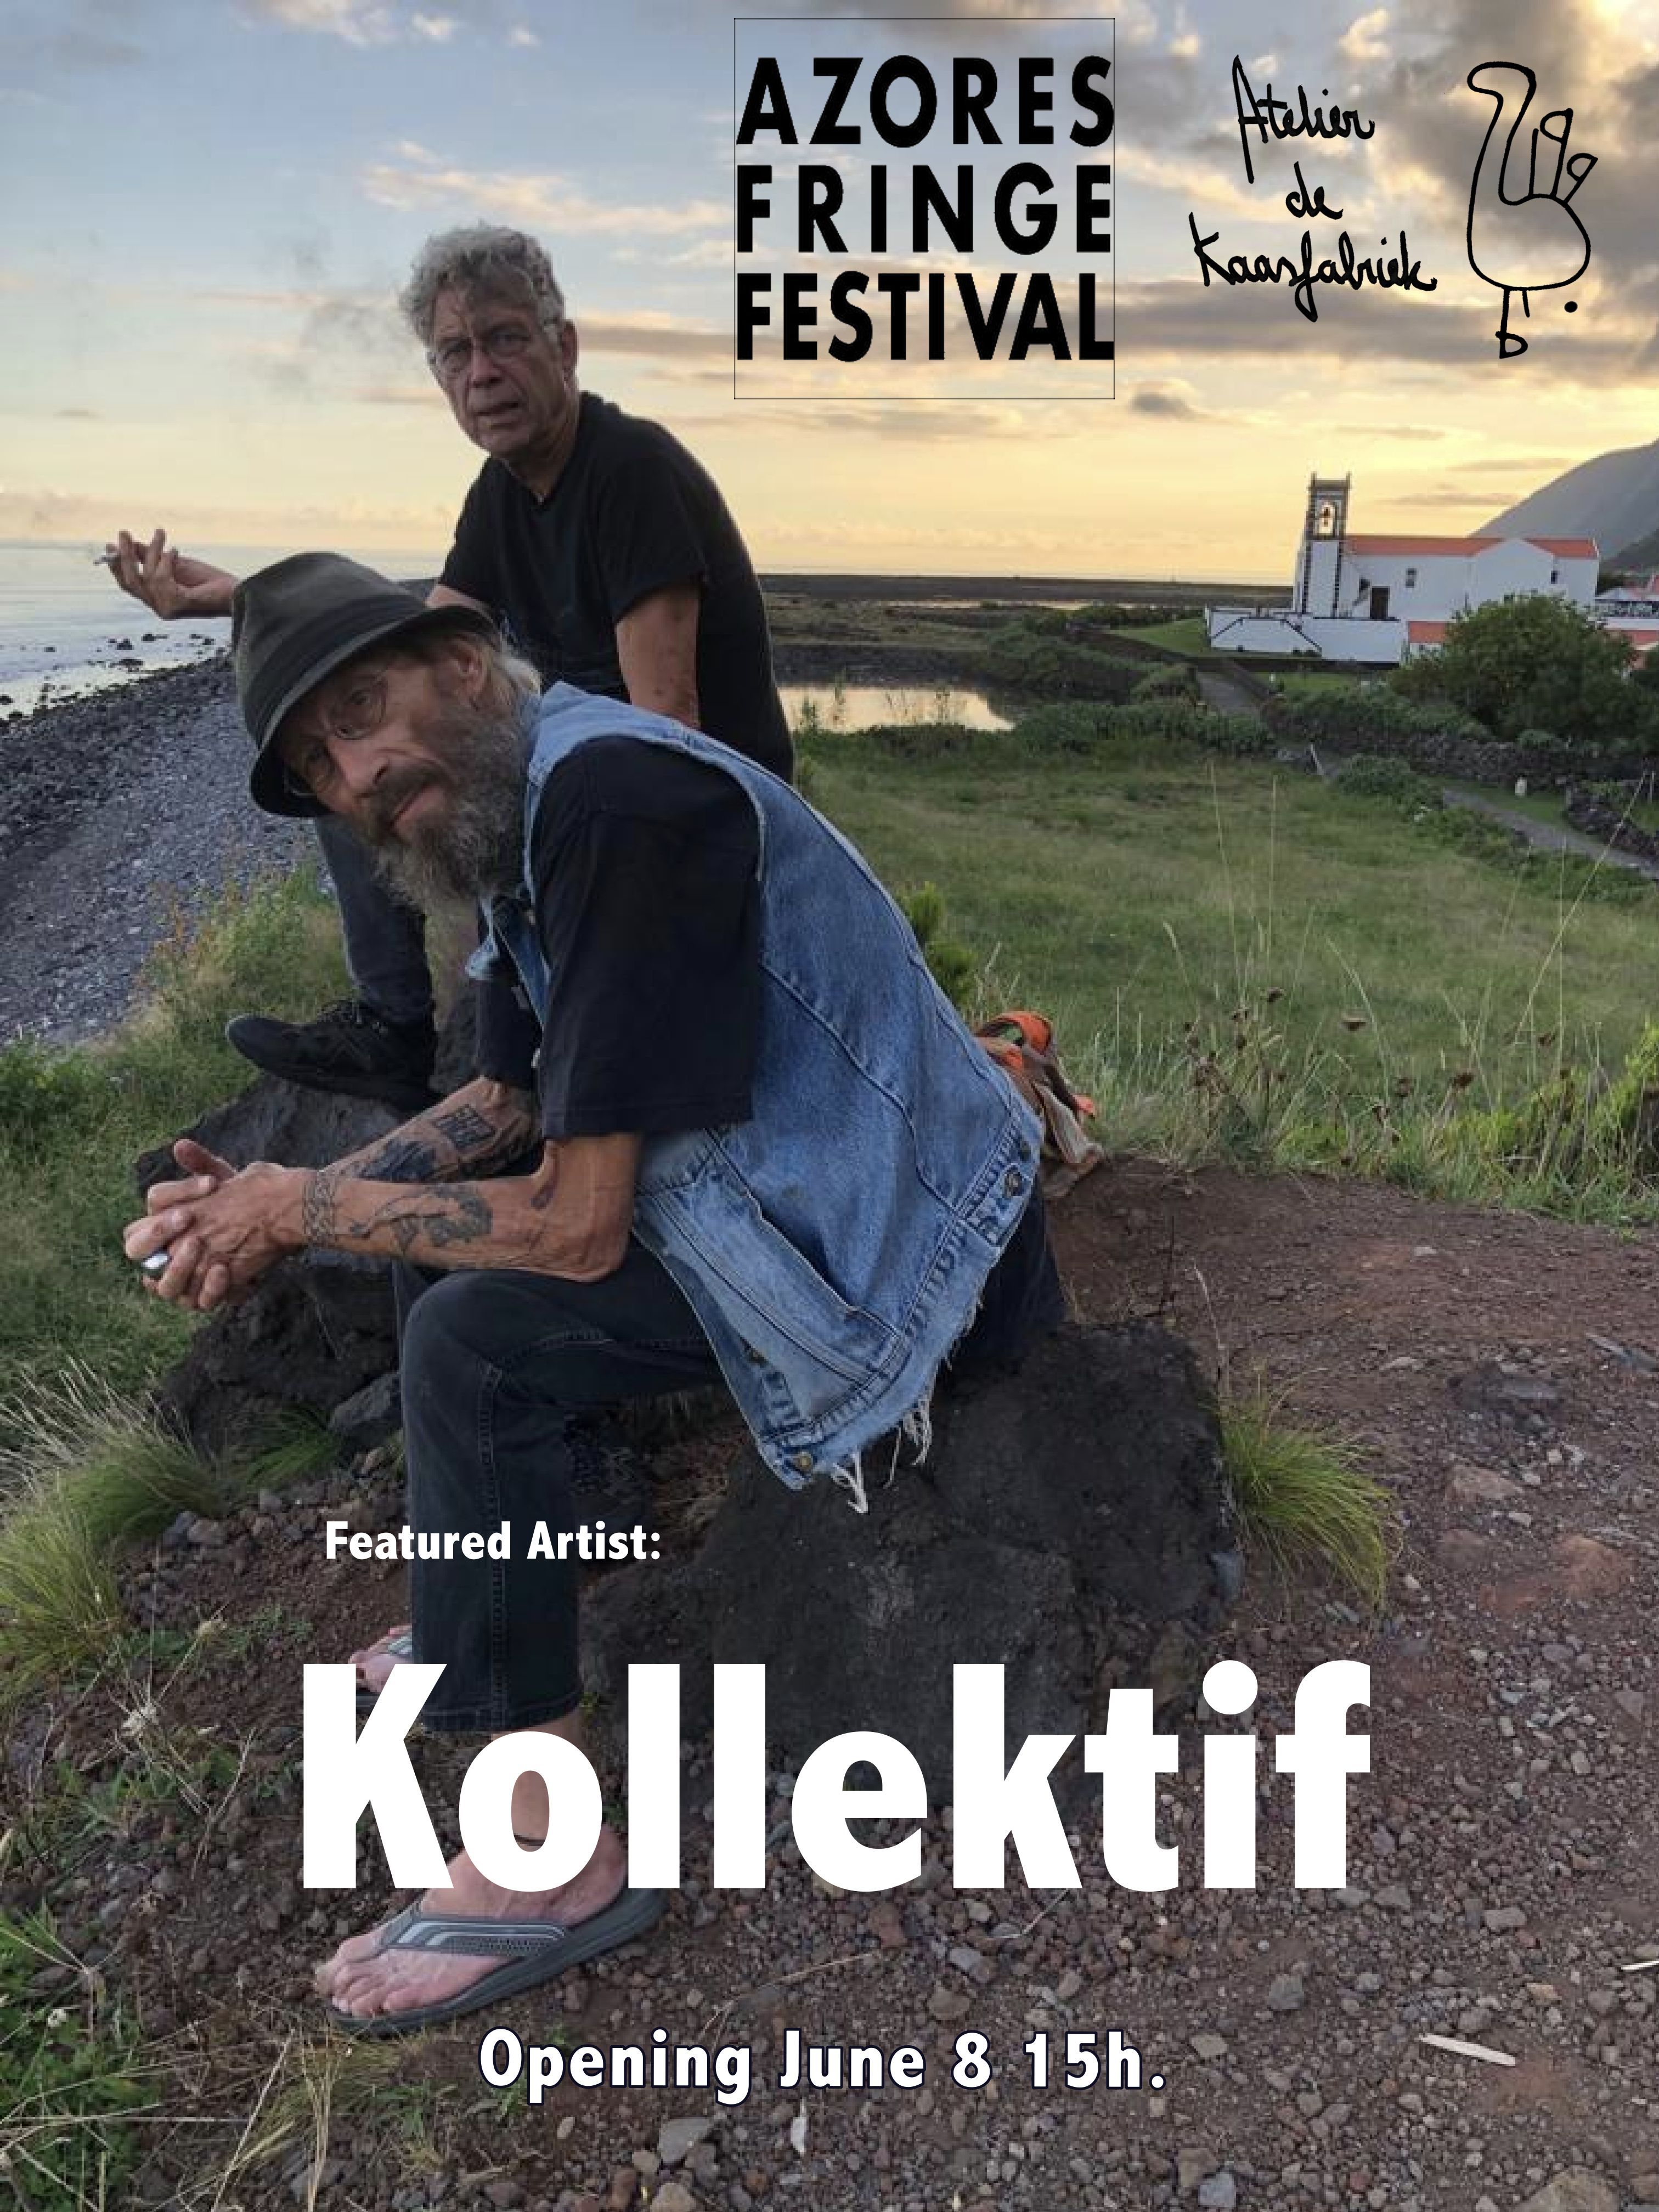 AZORES
FRINGE
FESTIVAL
Atelier
de
Kaasfabriek
Featured Artist:
Kollektif
Opening June 8 15h.